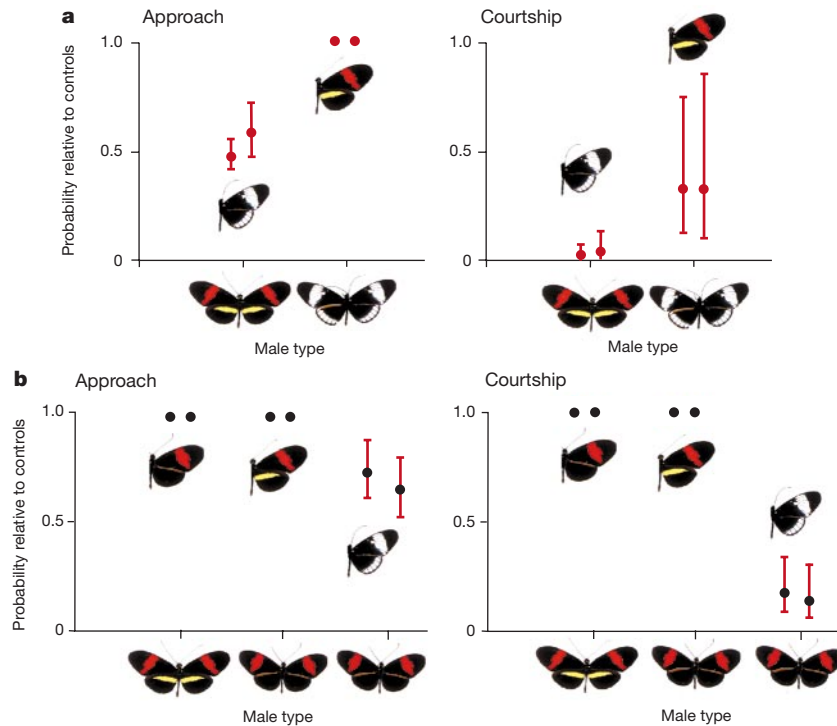 a
Approach
Courtship
Probability relative to controls
1.0
0.5
0
1.0
0.5
0
Male type
Male type
b
Approach
Courtship
Probability relative to controls
1.0
0.5
0
1.0
0.5
0
Male type
Male type